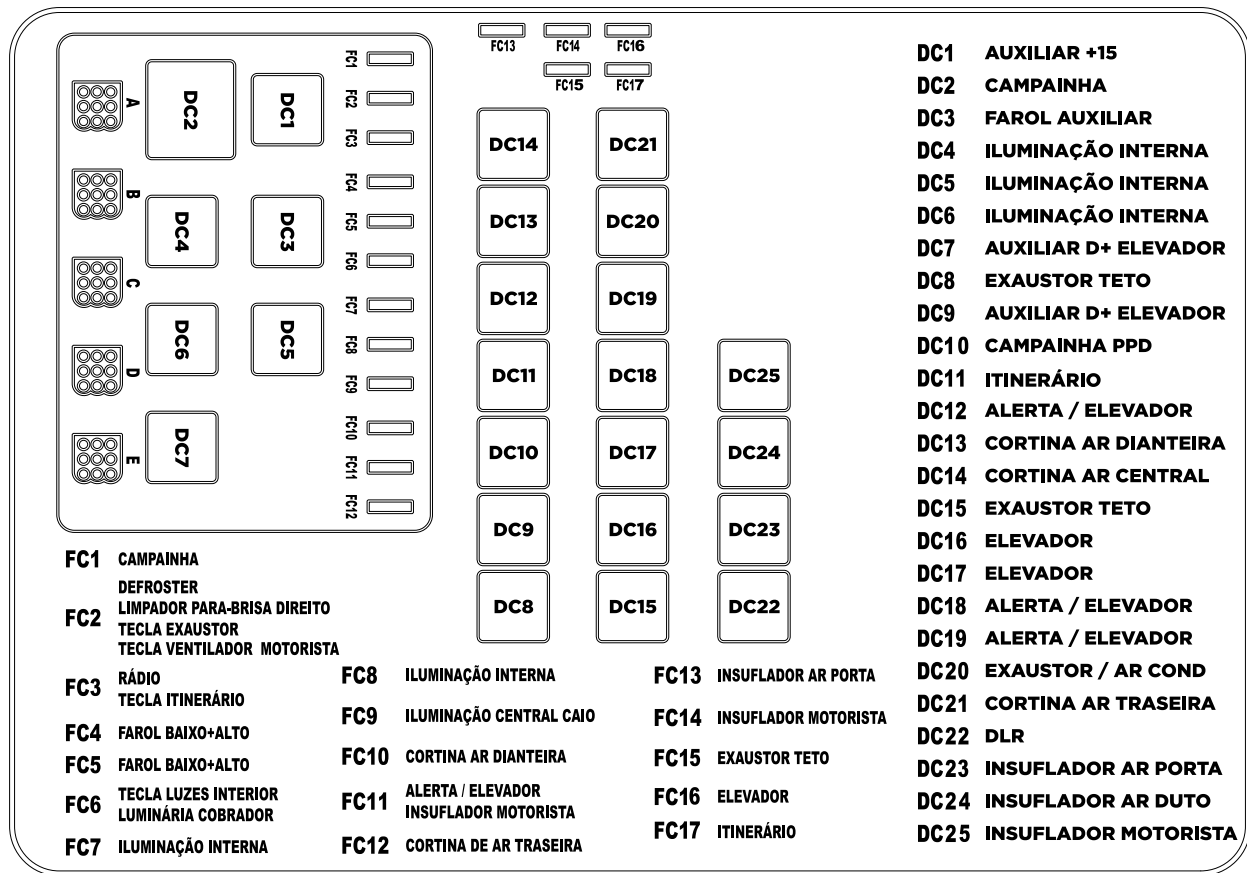 FC13 FC14 FC16
FC15 FC17
FC1
FC2
FC3
FC4
FC5
FC6
FC7
FC8
FC9
FC10
FC11
FC12
A
B
C
D
E
DC2 DC1
DC4 DC3
DC6 DC5
DC7
DC14 DC21
DC13 DC20
DC12 DC19
DC11 DC18 DC25
DC10 DC17 DC24
DC9 DC16 DC23
DC8 DC15 DC22
FC1 CAMPAINHA
DEFROSTER
FC2 LIMPADOR PARA-BRISA DIREITO
TECLA EXAUSTOR
TECLA VENTILADOR MOTORISTA
FC3 RÁDIO
TECLA ITINERÁRIO
FC4 FAROL BAIXO+ALTO
FC5 FAROL BAIXO+ALTO
FC6 TECLA LUZES INTERIOR
LUMINÁRIA COBRADOR
FC7 ILUMINAÇÃO INTERNA
FC8 ILUMINAÇÃO INTERNA
FC9 ILUMINAÇÃO CENTRAL CAIO
FC10 CORTINA AR DIANTEIRA
FC11 ALERTA / ELEVADOR
INSUFLADOR MOTORISTA
FC12 CORTINA DE AR TRASEIRA
FC13 INSUFLADOR AR PORTA
FC14 INSUFLADOR MOTORISTA
FC15 EXAUSTOR TETO
FC16 ELEVADOR
FC17 ITINERÁRIO
DC1 AUXILIAR +15
DC2 CAMPAINHA
DC3 FAROL AUXILIAR
DC4 ILUMINAÇÃO INTERNA
DC5 ILUMINAÇÃO INTERNA
DC6 ILUMINAÇÃO INTERNA
DC7 AUXILIAR D+ ELEVADOR
DC8 EXAUSTOR TETO
DC9 AUXILIAR D+ ELEVADOR
DC10 CAMPAINHA PPD
DC11 ITINERÁRIO
DC12 ALERTA / ELEVADOR
DC13 CORTINA AR DIANTEIRA
DC14 CORTINA AR CENTRAL
DC15 EXAUSTOR TETO
DC16 ELEVADOR
DC17 ELEVADOR
DC18 ALERTA / ELEVADOR
DC19 ALERTA / ELEVADOR
DC20 EXAUSTOR / AR COND
DC21 CORTINA AR TRASEIRA
DC22 DLR
DC23 INSUFLADOR AR PORTA
DC24 INSUFLADOR AR DUTO
DC25 INSUFLADOR MOTORISTA